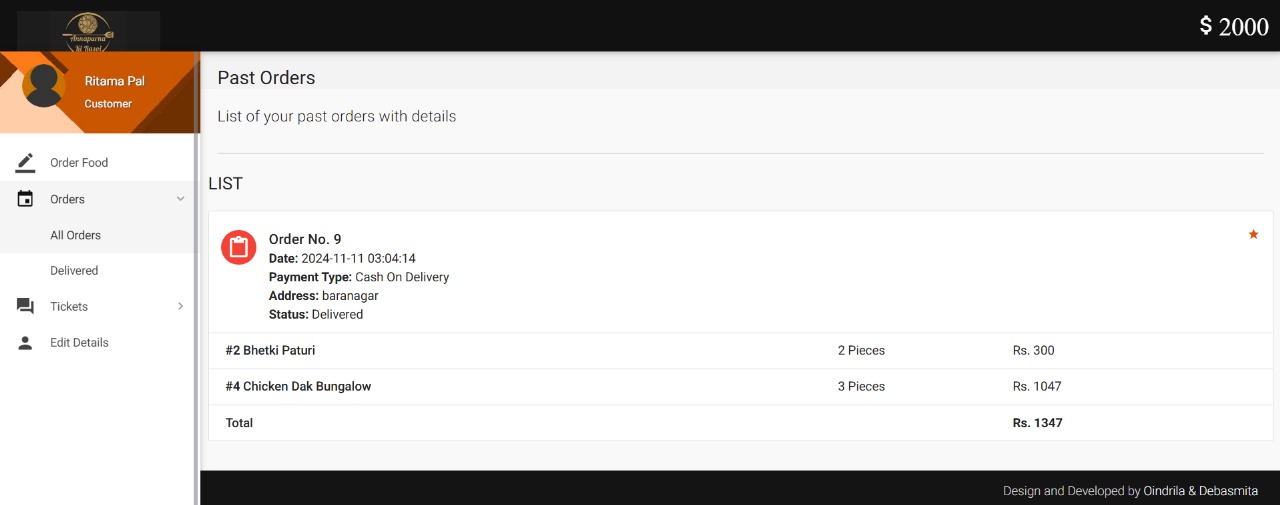 Annapurna
Ki Rasoi
$ 2000
Ritama Pal
Customer
Order Food
Orders
All Orders
Delivered
Tickets
Edit Details
Past Orders
List of your past orders with details
LIST
Order No. 9
Date: 2024-11-11 03:04:14
Payment Type: Cash On Delivery
Address: baranagar
Status: Delivered
#2 Bhetki Paturi 2 Pieces Rs. 300
#4 Chicken Dak Bungalow 3 Pieces Rs. 1047
Total Rs. 1347
Design and Developed by Oindrila & Debasmita